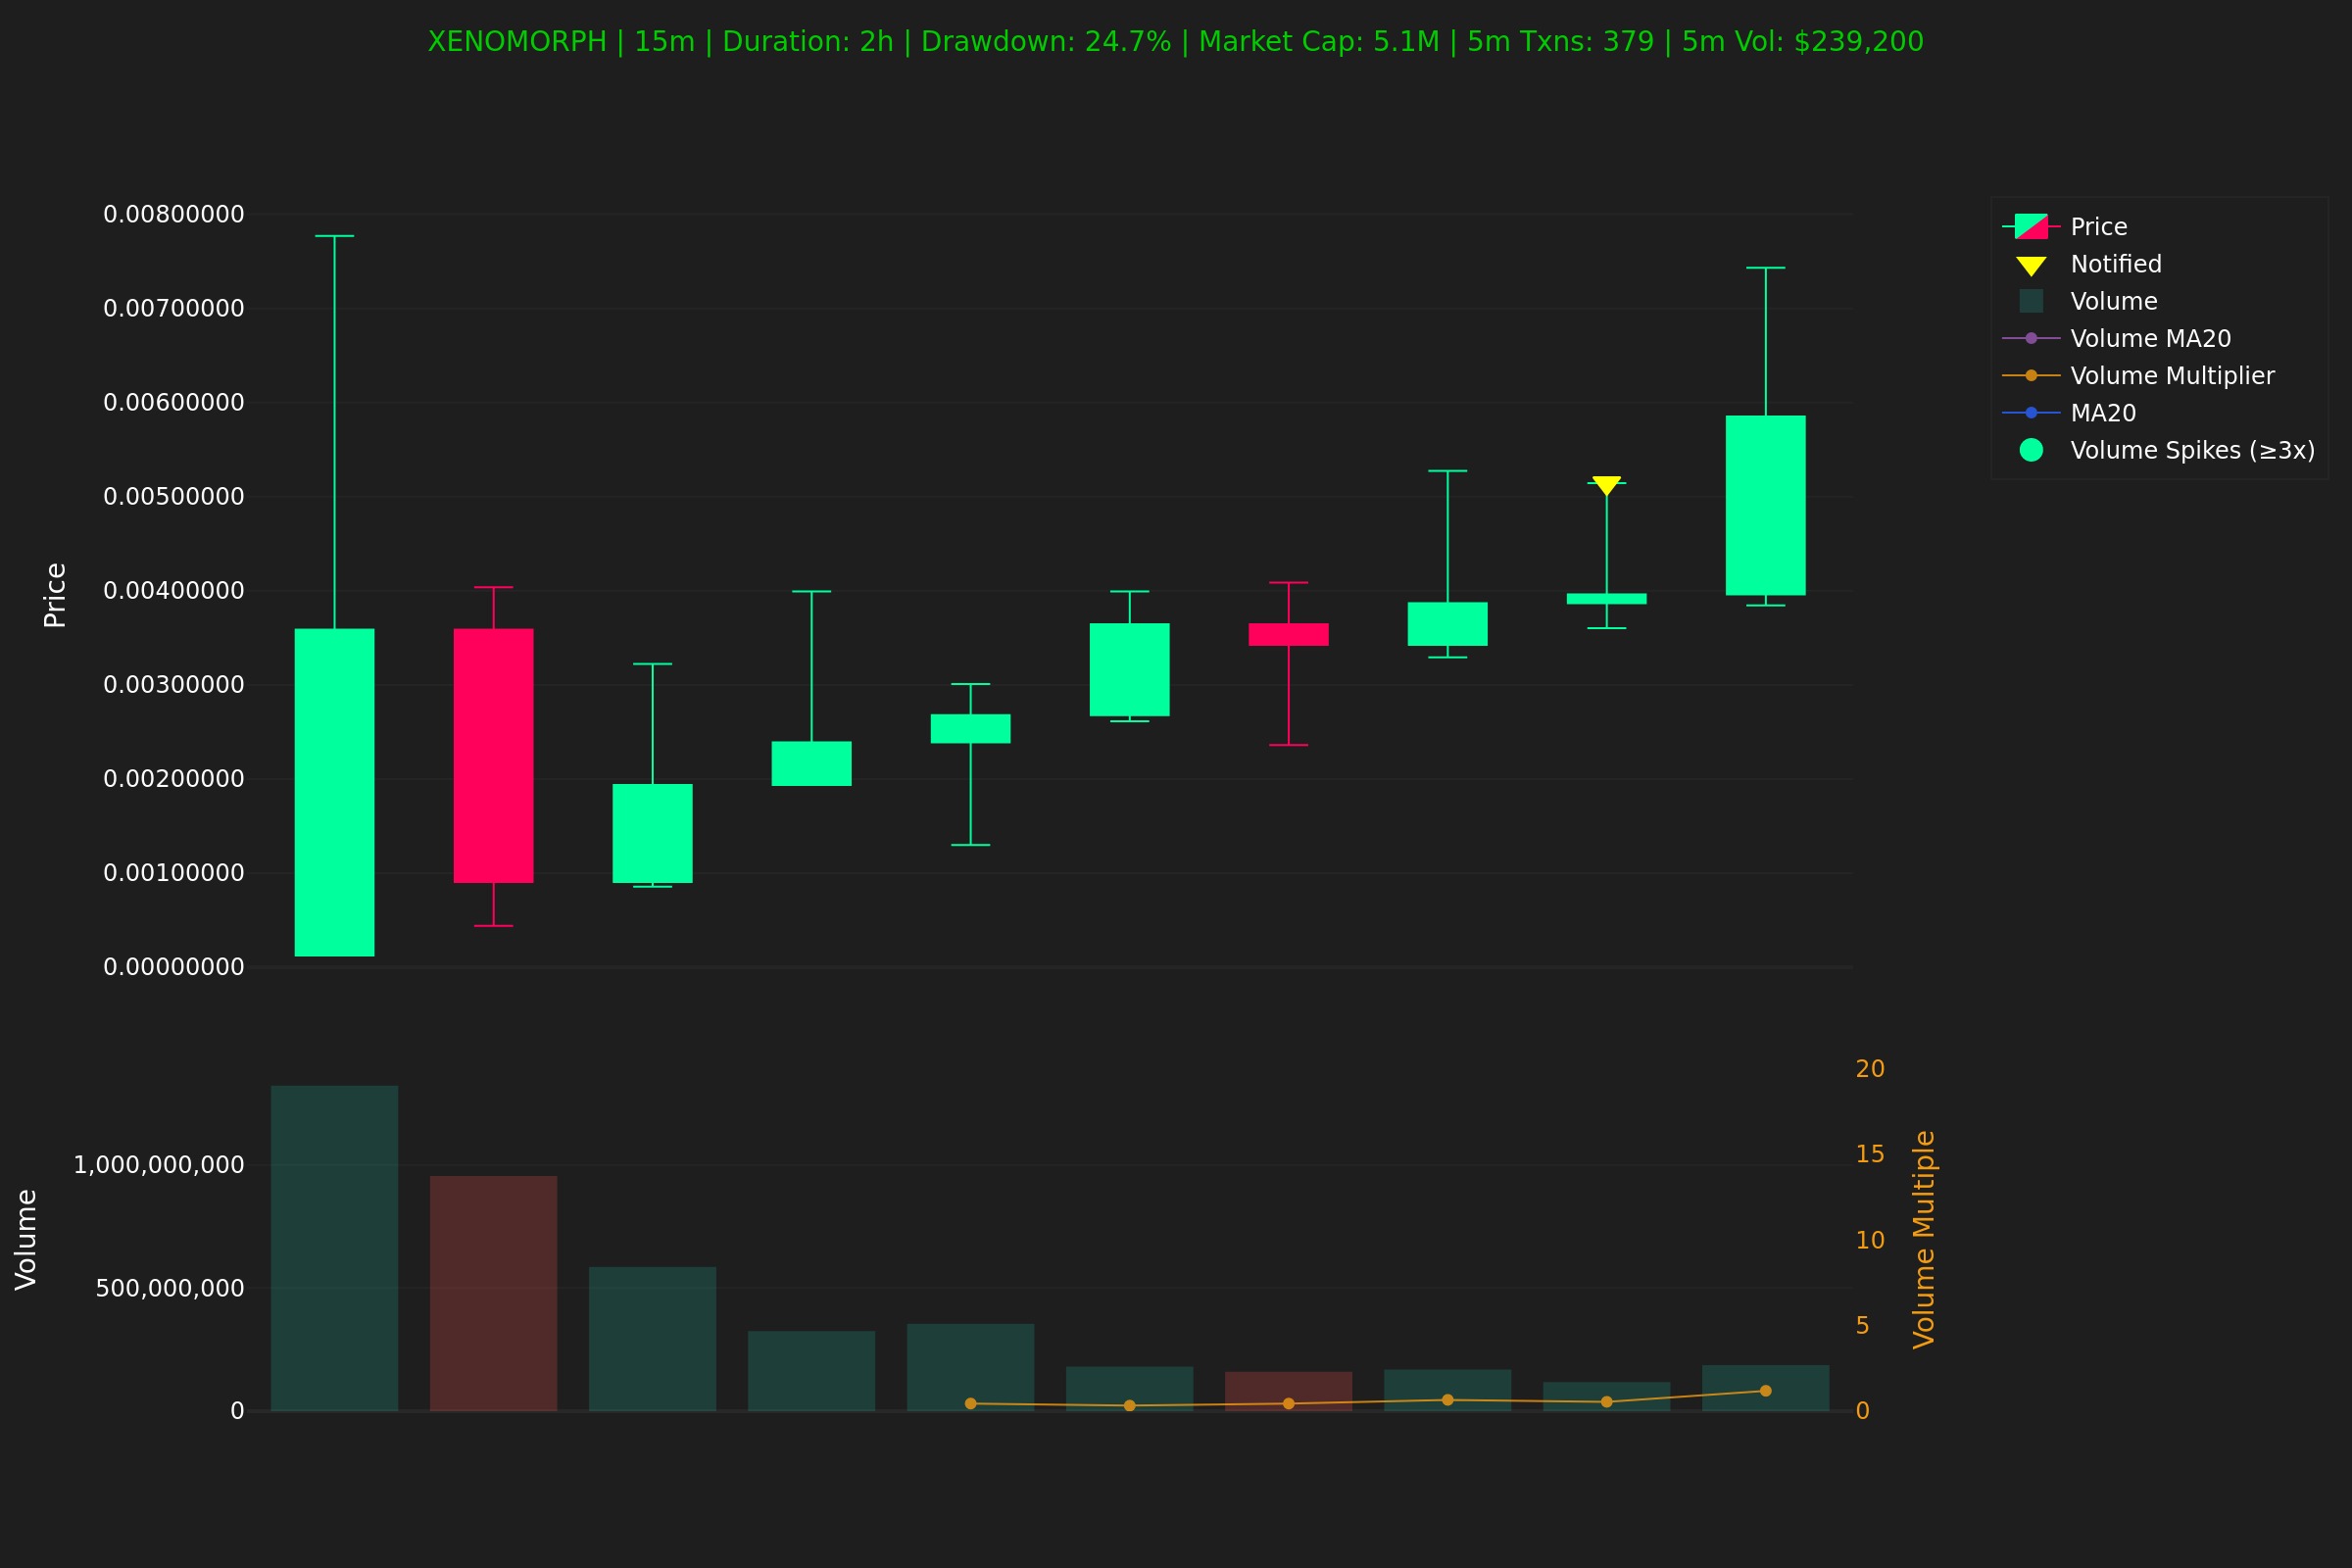 XENOMORPH | 15m | Duration: 2h | Drawdown: 24.7% | Market Cap: 5.1M | 5m Txns: 379 | 5m Vol: $239,200
Price
0.00800000
0.00700000
0.00600000
0.00500000
0.00400000
0.00300000
0.00200000
0.00100000
0.00000000
Price
Notified
Volume
Volume MA20
Volume Multiplier
MA20
Volume Spikes (≥3x)
Volume
1,000,000,000
500,000,000
0
20
15
10
5
0
Volume Multiple